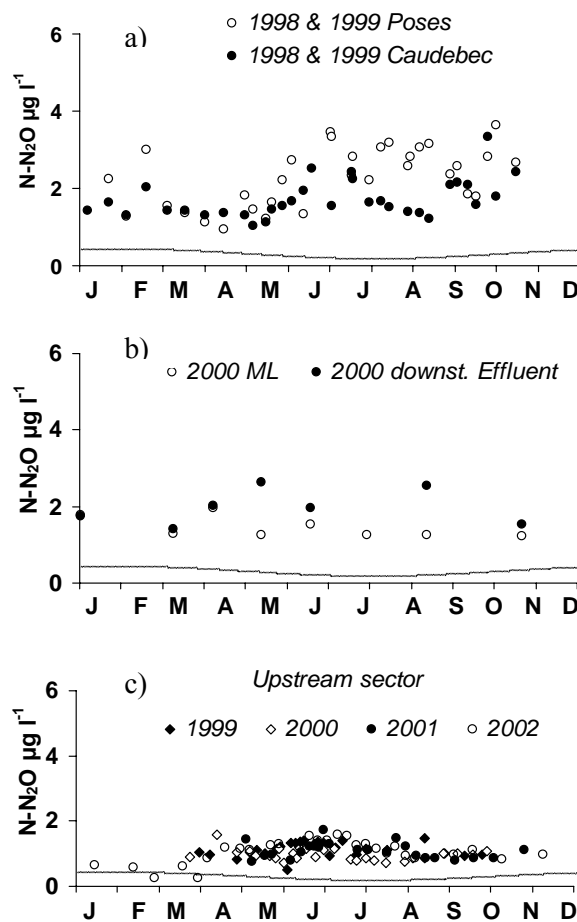 a)
○ 1998 & 1999 Poses
● 1998 & 1999 Caudebec
N-N₂O µg l⁻¹
6
4
2
0
J F M A M J J A S O N D
b)
○ 2000 ML ● 2000 downst. Effluent
N-N₂O µg l⁻¹
6
4
2
0
J F M A M J J A S O N D
c)
Upstream sector
◆ 1999 ◇ 2000 ● 2001 ○ 2002
N-N₂O µg l⁻¹
6
4
2
0
J F M A M J J A S O N D